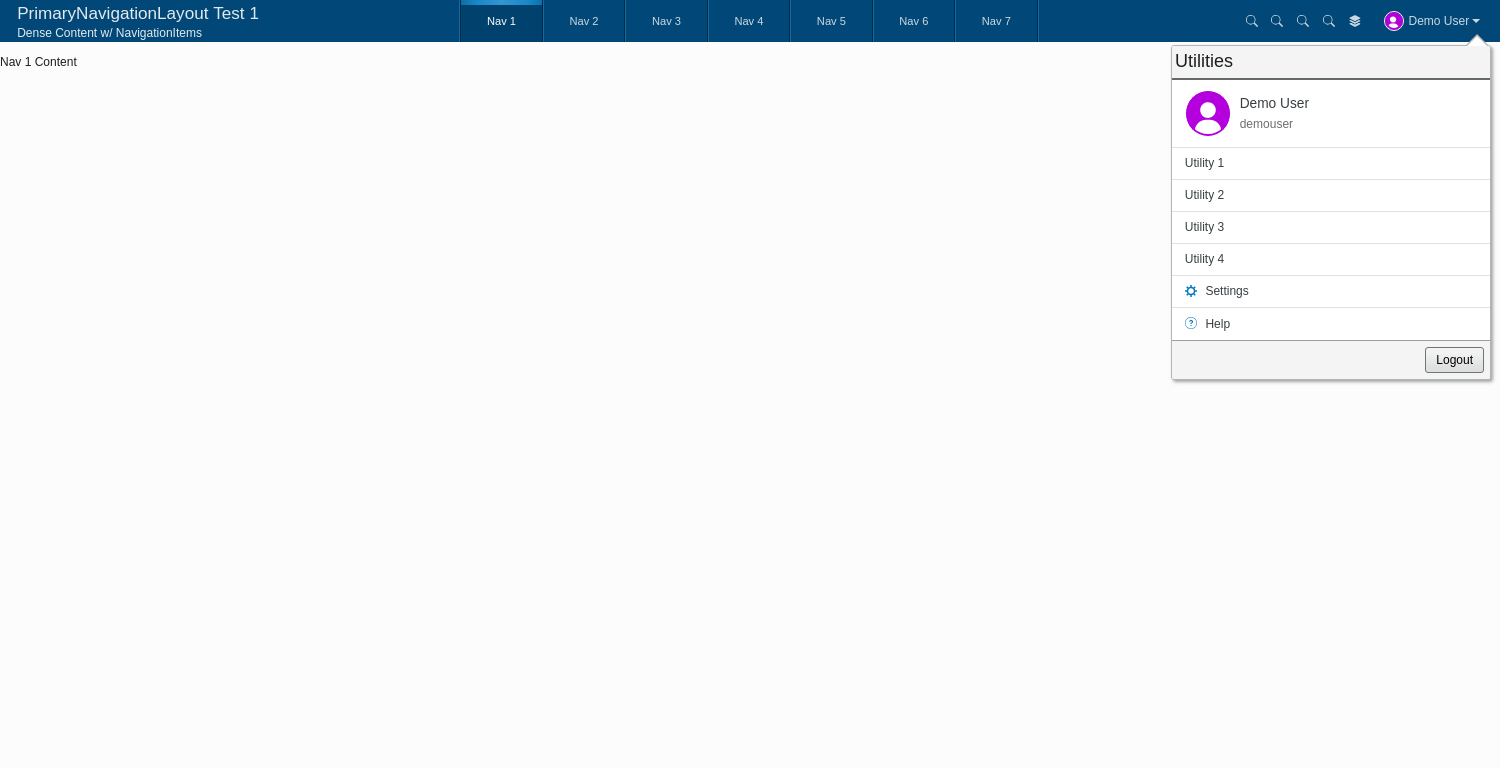 PrimaryNavigationLayout Test 1
Dense Content w/ NavigationItems
Nav 1
Nav 2
Nav 3
Nav 4
Nav 5
Nav 6
Nav 7
Demo User
Nav 1 Content
Utilities
Demo User
demouser
Utility 1
Utility 2
Utility 3
Utility 4
Settings
Help
Logout